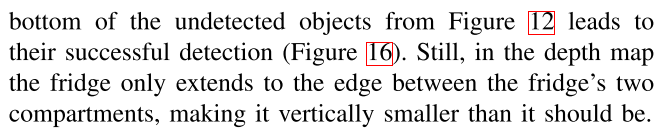 bottom of the undetected objects from Figure 12 leads to
their successful detection (Figure 16). Still, in the depth map
the fridge only extends to the edge between the fridge's two
compartments, making it vertically smaller than it should be.